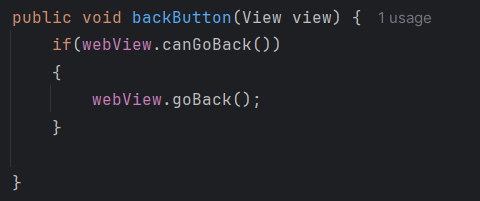 public void backButton(View view) { 1 usage
    if(webView.canGoBack())
    {
        webView.goBack();
    }
}